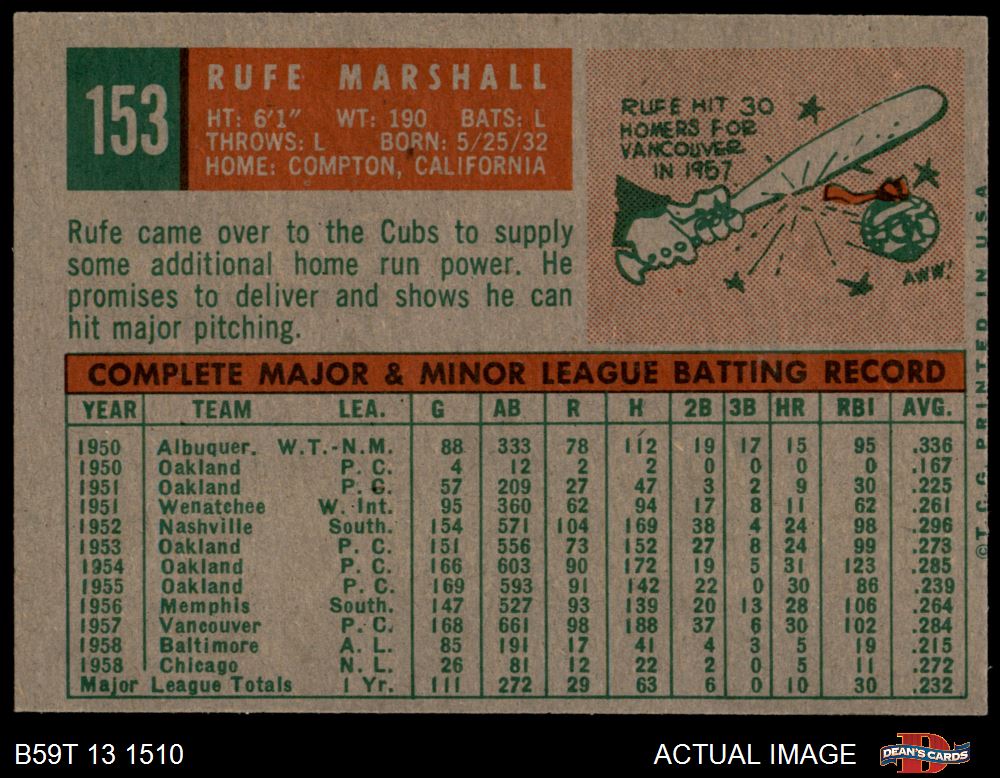 153
RUFE MARSHALL
HT: 6'1" WT: 190 BATS: L
THROWS: L BORN: 5/25/32
HOME: COMPTON, CALIFORNIA
RUFE HIT 30
HOMERS FOR
VANCOUVER
IN 1957
AWW!
Rufe came over to the Cubs to supply
some additional home run power. He
promises to deliver and shows he can
hit major pitching.
COMPLETE MAJOR & MINOR LEAGUE BATTING RECORD
YEAR TEAM LEA. G AB R H 2B 3B HR RBI AVG.
1950 Albuquer. W.T.-N.M. 88 333 78 112 19 17 15 95 .336
1950 Oakland P. C. 4 12 2 2 0 0 0 0 .167
1951 Oakland P. C. 57 209 27 47 3 2 9 30 .225
1951 Wenatchee W. Int. 95 360 62 94 17 8 11 62 .261
1952 Nashville South. 154 571 104 169 38 4 24 98 .296
1953 Oakland P. C. 151 556 73 152 27 8 24 99 .273
1954 Oakland P. C. 166 603 90 172 19 5 31 123 .285
1955 Oakland P. C. 169 593 91 142 22 0 30 86 .239
1956 Memphis South. 147 527 93 139 20 13 28 106 .264
1957 Vancouver P. C. 168 661 98 188 37 6 30 102 .284
1958 Baltimore A. L. 85 191 17 41 4 3 5 19 .215
1958 Chicago N. L. 26 81 12 22 2 0 5 11 .272
Major League Totals 1 Yr. 111 272 29 63 6 0 10 30 .232
©T.C.G. PRINTED IN U.S.A
B59T 13 1510
ACTUAL IMAGE
DEAN'S CARDS